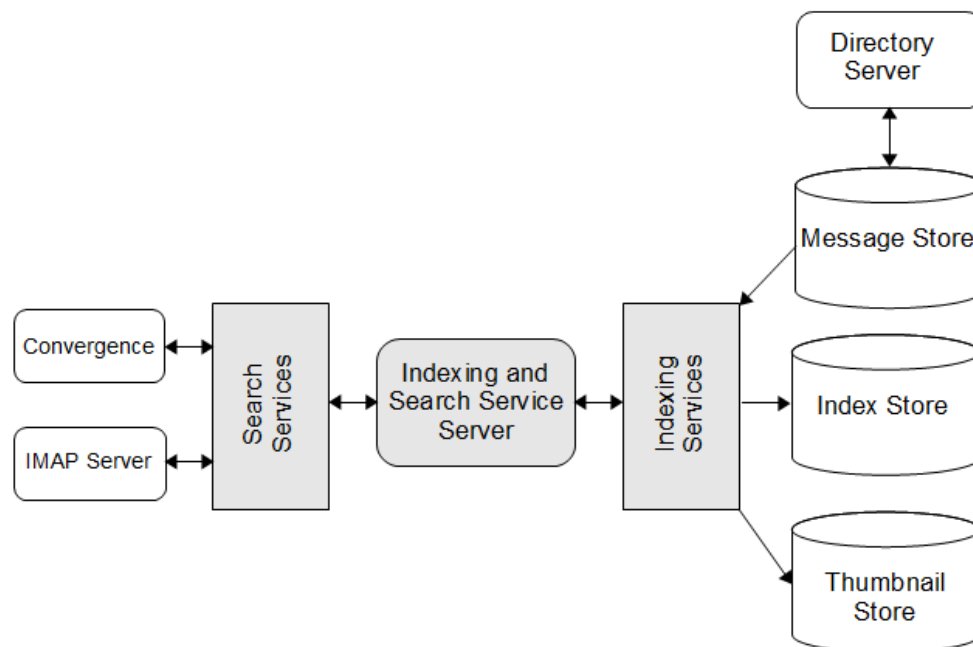 Directory
Server
Message Store
Convergence
Search
Services
Indexing and
Search Service
Server
Indexing
Services
Index Store
IMAP Server
Thumbnail
Store